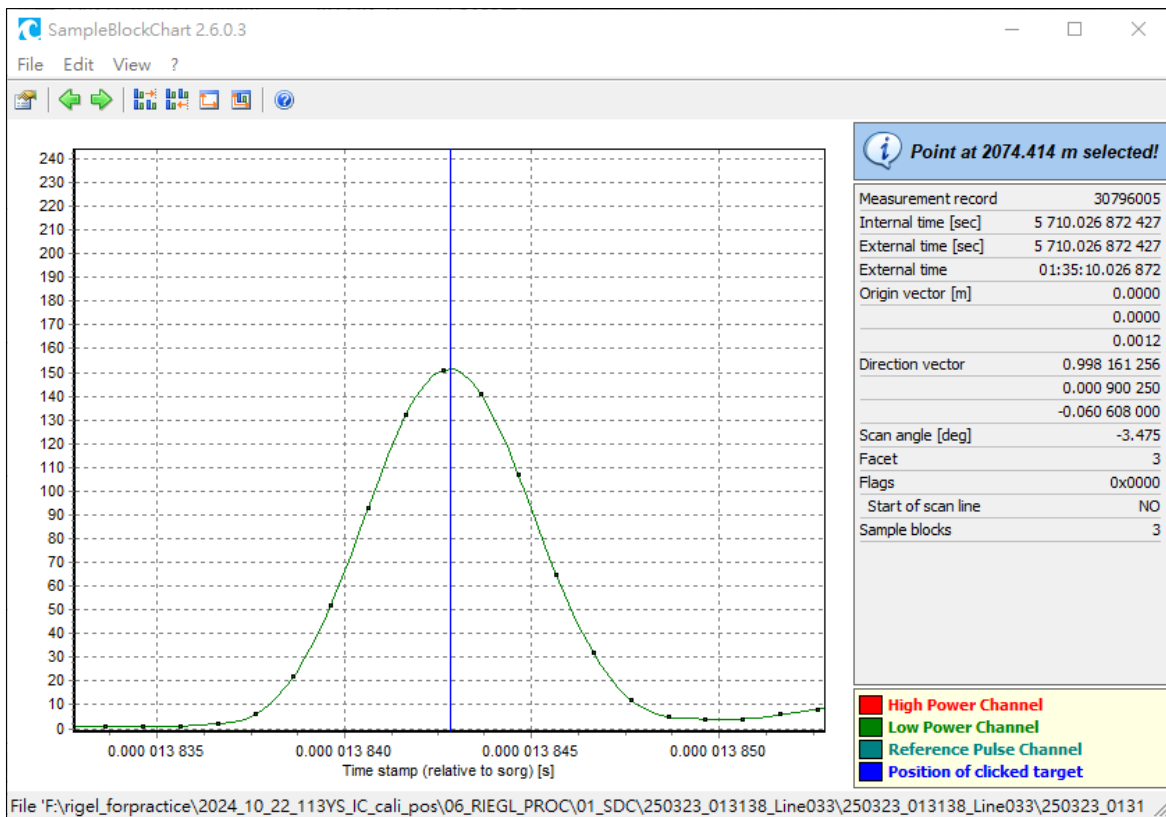 SampleBlockChart 2.6.0.3
File Edit View ?
240
230
220
210
200
190
180
170
160
150
140
130
120
110
100
90
80
70
60
50
40
30
20
10
0
0.000 013 835 0.000 013 840 0.000 013 845 0.000 013 850
Time stamp (relative to sorg) [s]
Point at 2074.414 m selected!
Measurement record 30796005
Internal time [sec] 5 710.026 872 427
External time [sec] 5 710.026 872 427
External time 01:35:10.026 872
Origin vector [m] 0.0000
0.0000
0.0012
Direction vector 0.998 161 256
0.000 900 250
-0.060 608 000
Scan angle [deg] -3.475
Facet 3
Flags 0x0000
Start of scan line NO
Sample blocks 3
High Power Channel
Low Power Channel
Reference Pulse Channel
Position of clicked target
File 'F:\rigel_forpractice\2024_10_22_113YS_IC_cali_pos\06_RIEGL_PROC\01_SDC\250323_013138_Line033\250323_013138_Line033\250323_0131